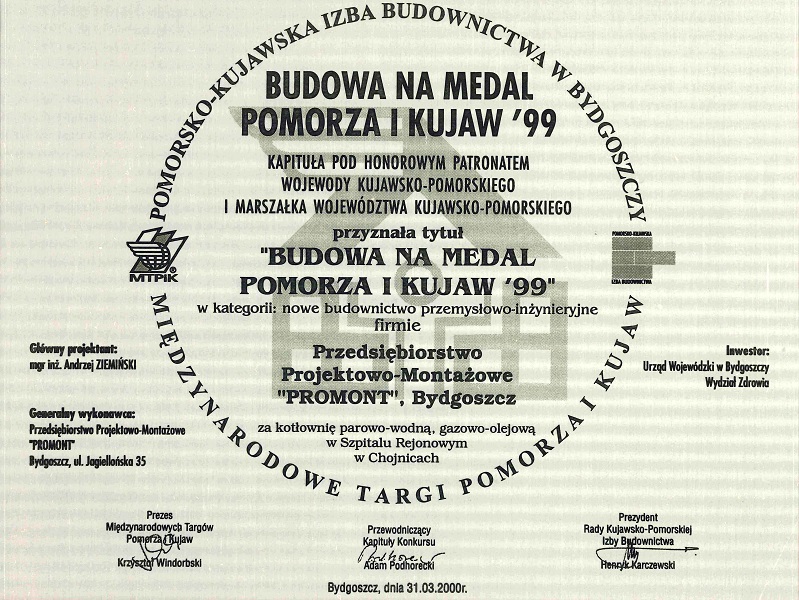 POMORSKO-KUJAWSKA IZBA BUDOWNICTWA W BYDGOSZCZY
BUDOWA NA MEDAL
POMORZA I KUJAW '99
KAPITUŁA POD HONOROWYM PATRONATEM
WOJEWODY KUJAWSKO-POMORSKIEGO
I MARSZAŁKA WOJEWÓDZTWA KUJAWSKO-POMORSKIEGO
przyznała tytuł
"BUDOWA NA MEDAL
POMORZA I KUJAW '99"
w kategorii: nowe budownictwo przemysłowo-inżynieryjne
firmie
Przedsiębiorstwo
Projektowo-Montażowe
"PROMONT", Bydgoszcz
za kotłownię parowo-wodną, gazowo-olejową
w Szpitalu Rejonowym
w Chojnicach
MIĘDZYNARODOWE TARGI POMORZA I KUJAW
MTPiK®
POMORSKO-KUJAWSKA
IZBA BUDOWNICTWA
Główny projektant:
mgr inż. Andrzej ZIEMIŃSKI
Generalny wykonawca:
Przedsiębiorstwo Projektowo-Montażowe
"PROMONT"
Bydgoszcz, ul. Jagiellońska 35
Inwestor:
Urząd Wojewódzki w Bydgoszczy
Wydział Zdrowia
Prezes
Międzynarodowych Targów
Pomorza i Kujaw
Krzysztof Windorbski
Przewodniczący
Kapituły Konkursu
Adam Podhorecki
Prezydent
Rady Kujawsko-Pomorskiej
Izby Budownictwa
Henryk Karczewski
Bydgoszcz, dnia 31.03.2000r.